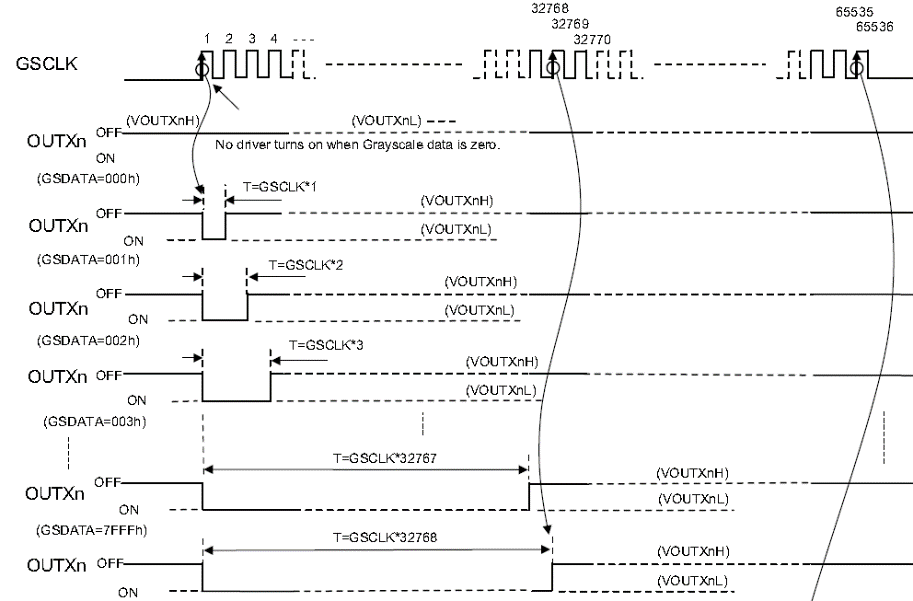 32768 65535
32769 65536
32770
1 2 3 4
GSCLK
(VOUTXnH) (VOUTXnL)
OUTXn OFF
No driver turns on when Grayscale data is zero.
ON
(GSDATA=000h)
T=GSCLK*1
OFF (VOUTXnH)
OUTXn
ON (VOUTXnL)
(GSDATA=001h)
T=GSCLK*2
OFF (VOUTXnH)
OUTXn
ON (VOUTXnL)
(GSDATA=002h)
T=GSCLK*3
OUTXn OFF (VOUTXnH)
ON (VOUTXnL)
(GSDATA=003h)
T=GSCLK*32767
OFF (VOUTXnH)
OUTXn
ON (VOUTXnL)
(GSDATA=7FFFh)
T=GSCLK*32768
OUTXn OFF (VOUTXnH)
ON (VOUTXnL)